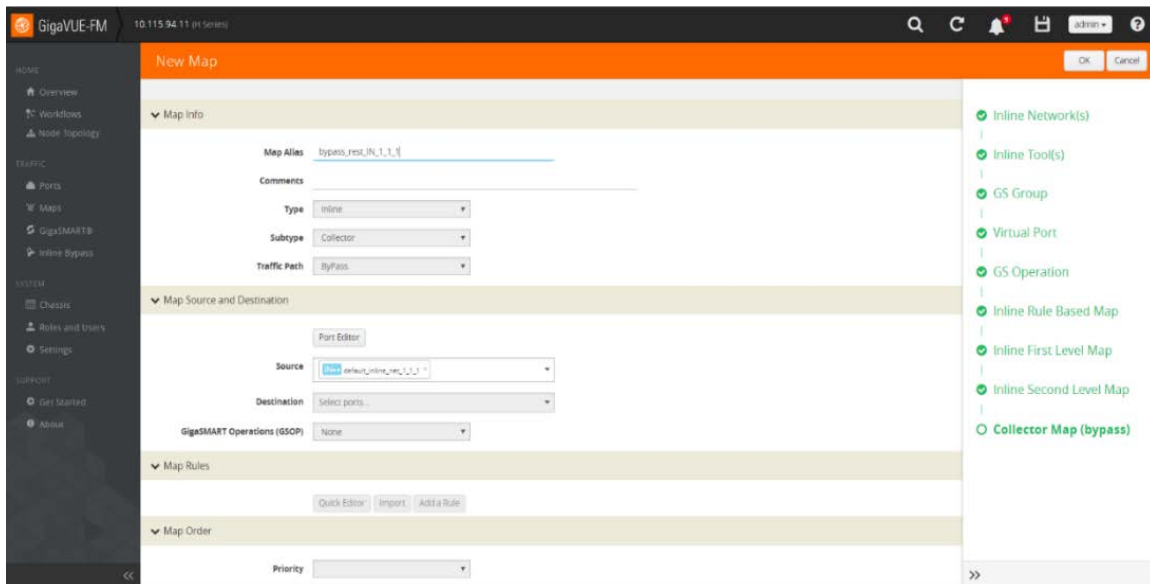 GigaVUE-FM 10.115.94.11 (H Series) admin
New Map OK Cancel
HOME
Overview
Workflows
Node Topology
TRAFFIC
Ports
Maps
GigaSMART®
Inline Bypass
SYSTEM
Chassis
Roles and Users
Settings
SUPPORT
Get Started
About
Map Info
Map Alias bypass_rest_IN_1_1_1
Comments
Type Inline
Subtype Collector
Traffic Path ByPass
Map Source and Destination
Port Editor
Source default_inline_net_1_1_1
Destination Select ports...
GigaSMART Operations (GSOP) None
Map Rules
Quick Editor Import Add a Rule
Map Order
Priority
Inline Network(s)
Inline Tool(s)
GS Group
Virtual Port
GS Operation
Inline Rule Based Map
Inline First Level Map
Inline Second Level Map
Collector Map (bypass)